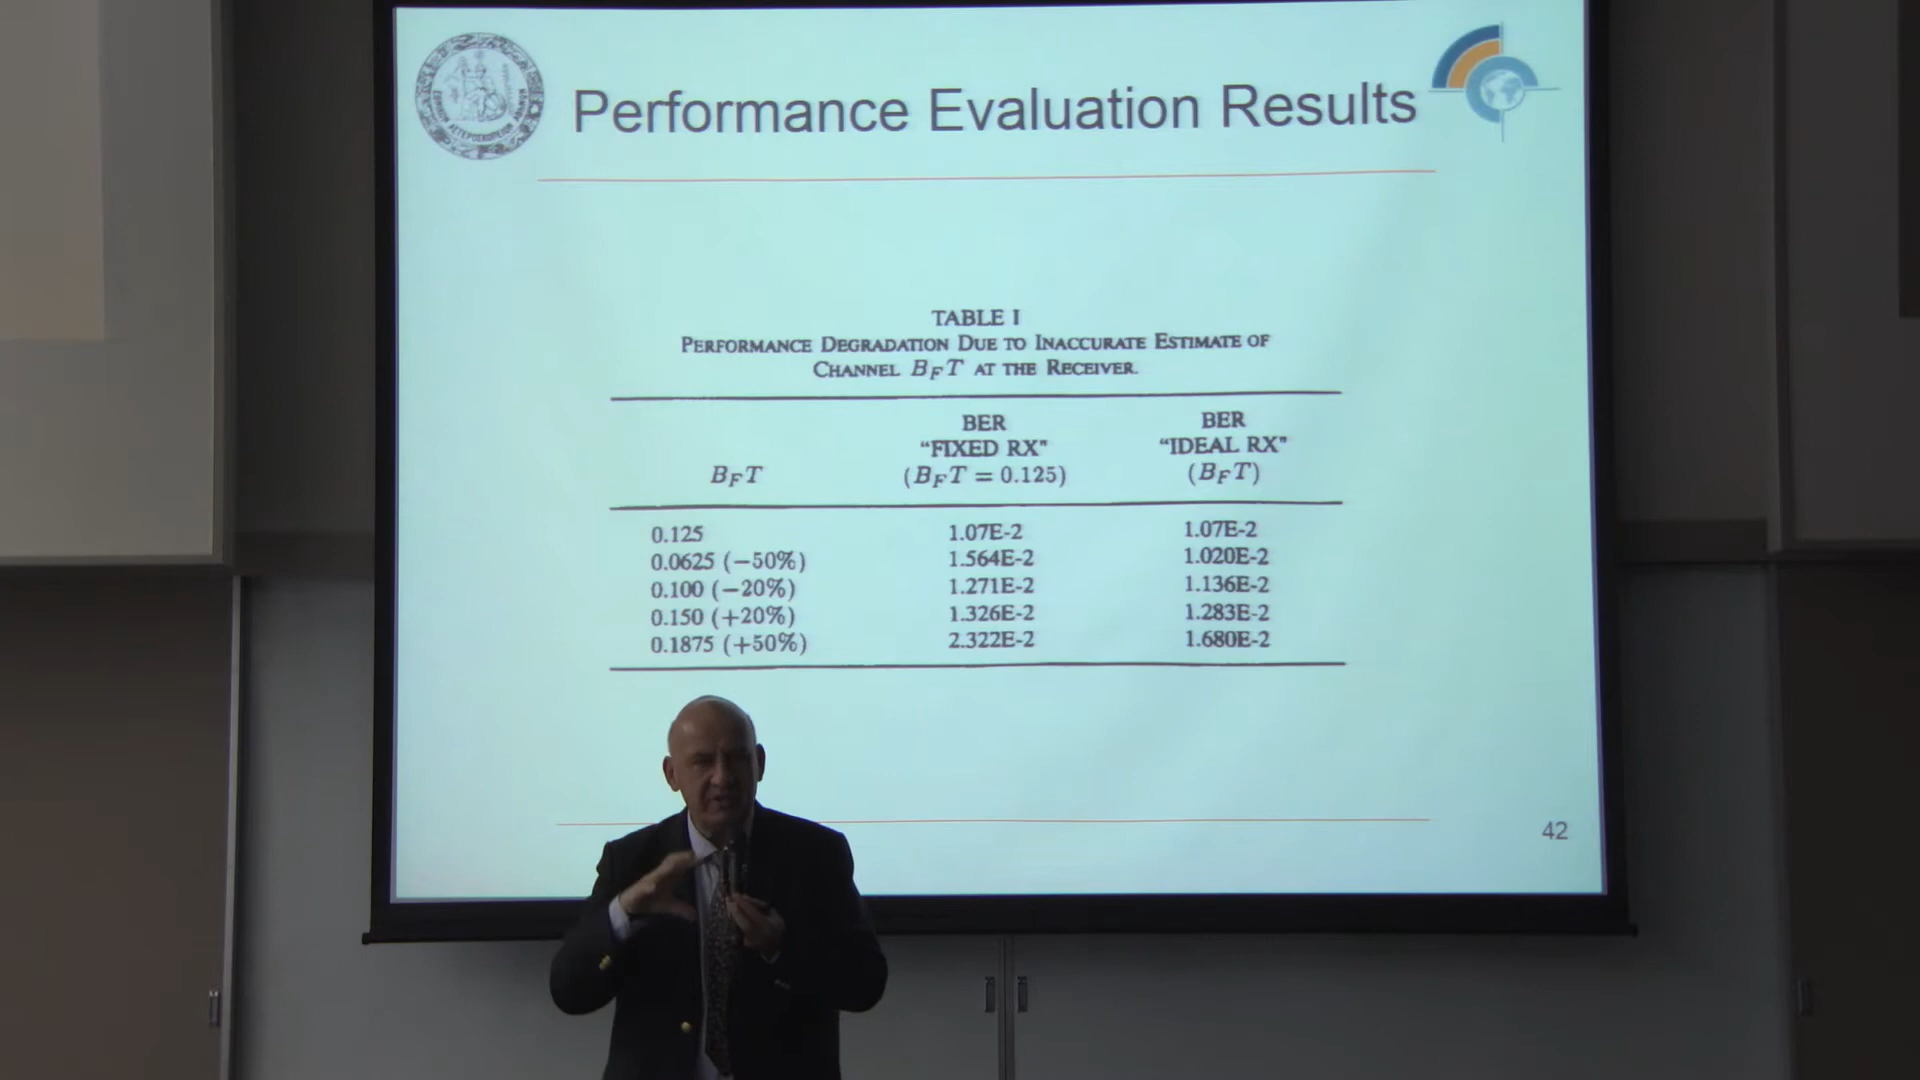 Performance Evaluation Results
TABLE I
PERFORMANCE DEGRADATION DUE TO INACCURATE ESTIMATE OF
CHANNEL B_F T AT THE RECEIVER.
BER BER
“FIXED RX” “IDEAL RX”
B_F T (B_F T = 0.125) (B_F T)
0.125 1.07E-2 1.07E-2
0.0625 (−50%) 1.564E-2 1.020E-2
0.100 (−20%) 1.271E-2 1.136E-2
0.150 (+20%) 1.326E-2 1.283E-2
0.1875 (+50%) 2.322E-2 1.680E-2
42